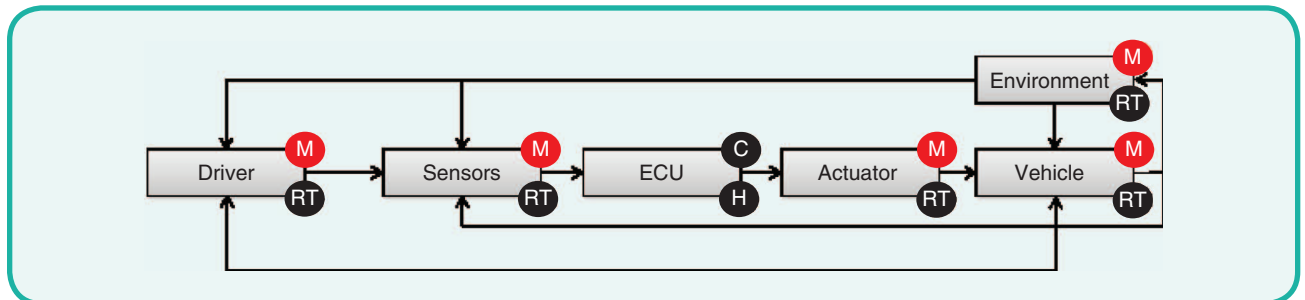 M
Environment
RT
M
M
C
M
M
Driver
Sensors
ECU
Actuator
Vehicle
RT
RT
H
RT
RT